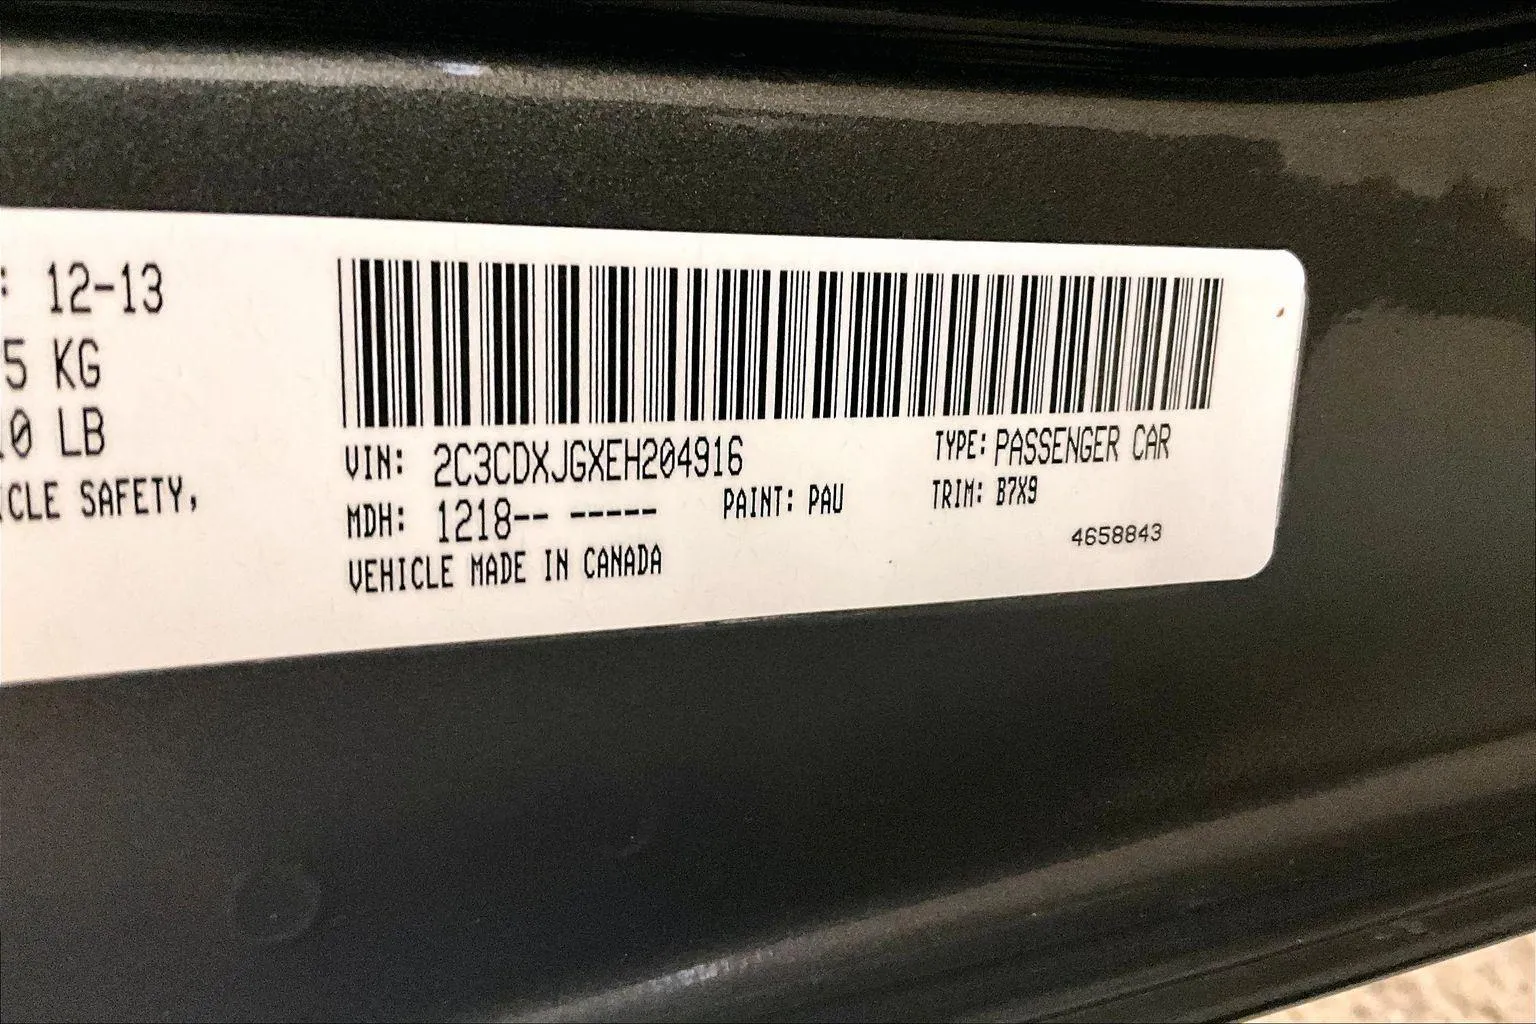 : 12-13
5 KG
0 LB
CLE SAFETY,
VIN: 2C3CDXJGXEH204916
TYPE: PASSENGER CAR
MDH: 1218-- -----
PAINT: PAU
TRIM: B7X9
VEHICLE MADE IN CANADA
4658843